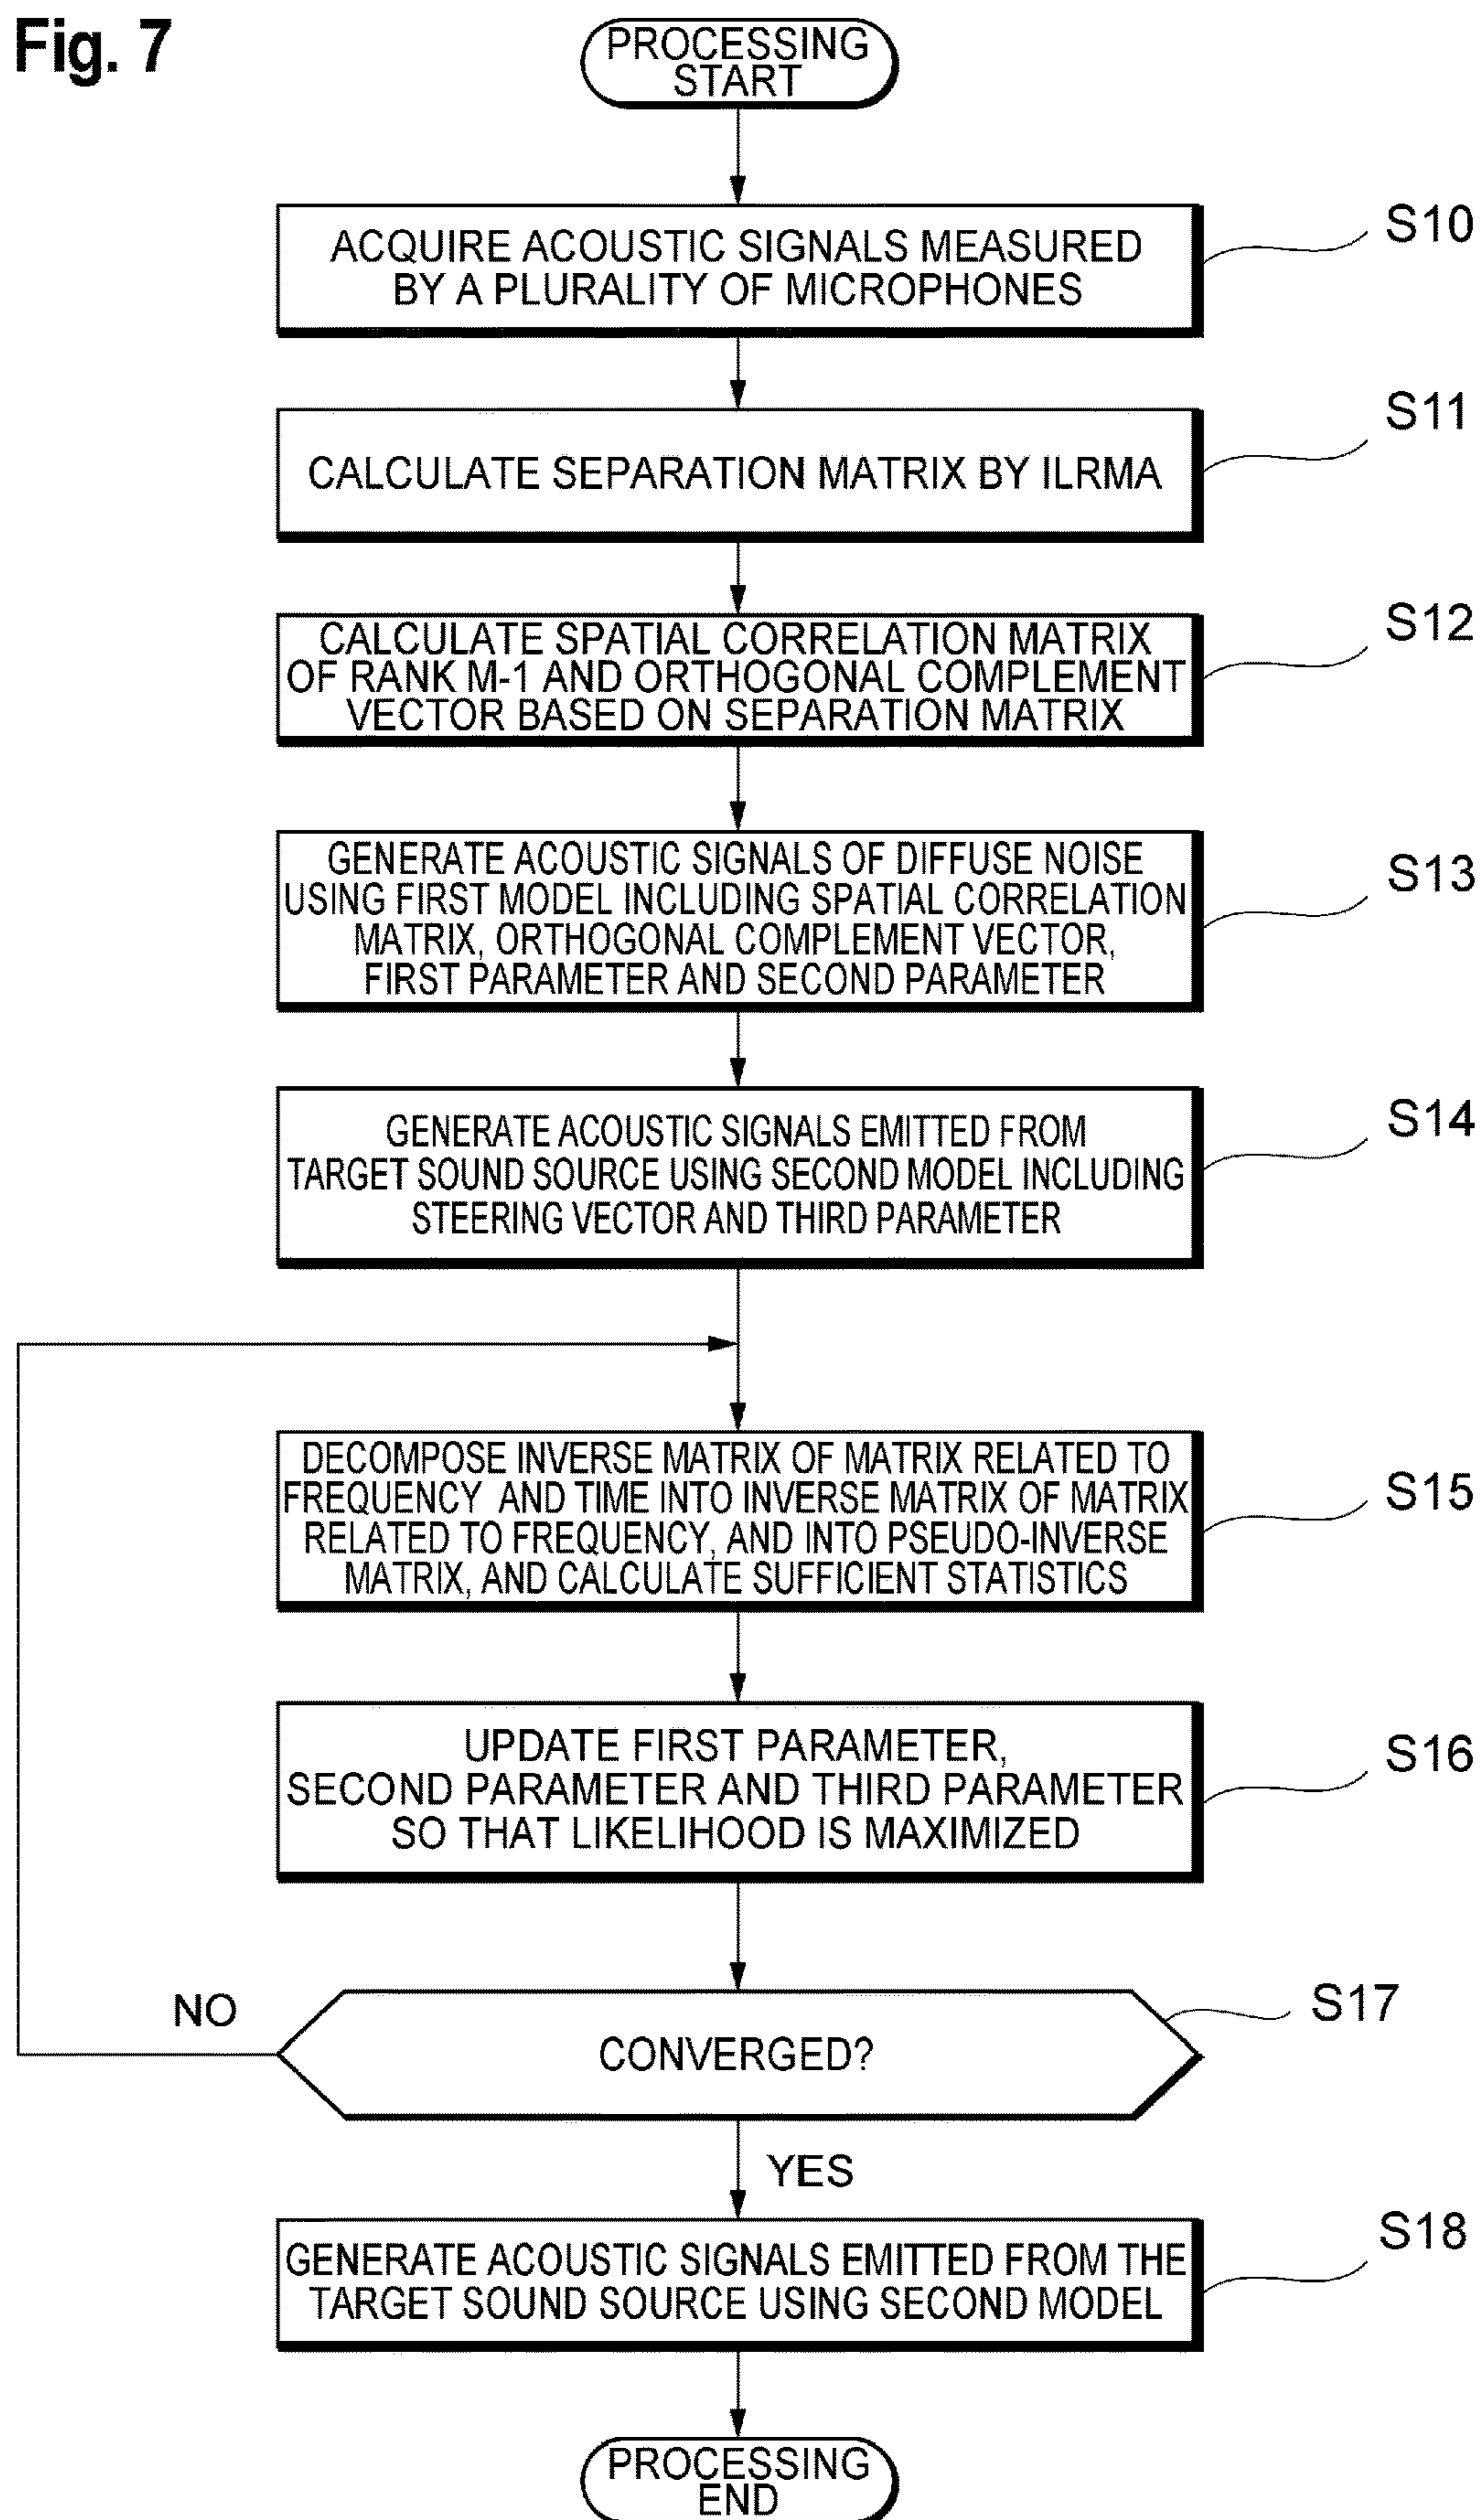 Fig. 7
PROCESSING
START
ACQUIRE ACOUSTIC SIGNALS MEASURED
BY A PLURALITY OF MICROPHONES
S10
CALCULATE SEPARATION MATRIX BY ILRMA
S11
CALCULATE SPATIAL CORRELATION MATRIX
OF RANK M-1 AND ORTHOGONAL COMPLEMENT
VECTOR BASED ON SEPARATION MATRIX
S12
GENERATE ACOUSTIC SIGNALS OF DIFFUSE NOISE
USING FIRST MODEL INCLUDING SPATIAL CORRELATION
MATRIX, ORTHOGONAL COMPLEMENT VECTOR,
FIRST PARAMETER AND SECOND PARAMETER
S13
GENERATE ACOUSTIC SIGNALS EMITTED FROM
TARGET SOUND SOURCE USING SECOND MODEL INCLUDING
STEERING VECTOR AND THIRD PARAMETER
S14
DECOMPOSE INVERSE MATRIX OF MATRIX RELATED TO
FREQUENCY AND TIME INTO INVERSE MATRIX OF MATRIX
RELATED TO FREQUENCY, AND INTO PSEUDO-INVERSE
MATRIX, AND CALCULATE SUFFICIENT STATISTICS
S15
UPDATE FIRST PARAMETER,
SECOND PARAMETER AND THIRD PARAMETER
SO THAT LIKELIHOOD IS MAXIMIZED
S16
NO
CONVERGED?
S17
YES
GENERATE ACOUSTIC SIGNALS EMITTED FROM THE
TARGET SOUND SOURCE USING SECOND MODEL
S18
PROCESSING
END